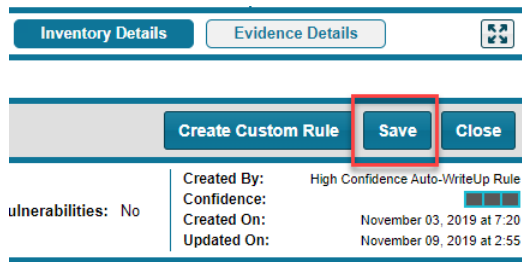 Inventory Details Evidence Details
Create Custom Rule Save Close
Created By: High Confidence Auto-WriteUp Rule
Confidence:
ulnerabilities: No
Created On: November 03, 2019 at 7:20
Updated On: November 09, 2019 at 2:55